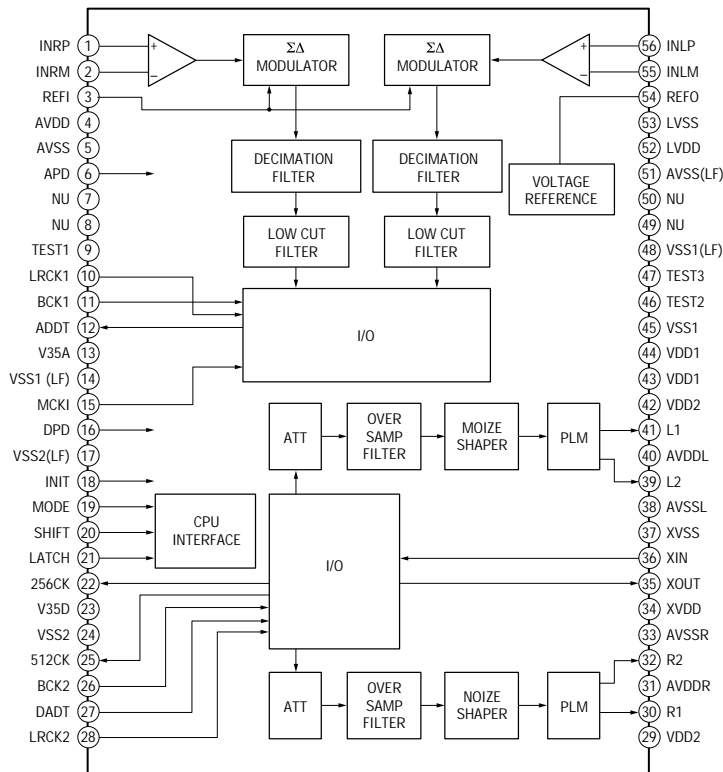 INRP 1
INRM 2
REFI 3
AVDD 4
AVSS 5
APD 6
NU 7
NU 8
TEST1 9
LRCK1 10
BCK1 11
ADDT 12
V35A 13
VSS1 (LF) 14
MCKI 15
DPD 16
VSS2(LF) 17
INIT 18
MODE 19
SHIFT 20
LATCH 21
256CK 22
V35D 23
VSS2 24
512CK 25
BCK2 26
DADT 27
LRCK2 28
+
−
ΣΔ
MODULATOR
ΣΔ
MODULATOR
+
−
DECIMATION
FILTER
DECIMATION
FILTER
VOLTAGE
REFERENCE
LOW CUT
FILTER
LOW CUT
FILTER
I/O
ATT
OVER
SAMP
FILTER
MOIZE
SHAPER
PLM
CPU
INTERFACE
I/O
ATT
OVER
SAMP
FILTER
NOIZE
SHAPER
PLM
56 INLP
55 INLM
54 REFO
53 LVSS
52 LVDD
51 AVSS(LF)
50 NU
49 NU
48 VSS1(LF)
47 TEST3
46 TEST2
45 VSS1
44 VDD1
43 VDD1
42 VDD2
41 L1
40 AVDDL
39 L2
38 AVSSL
37 XVSS
36 XIN
35 XOUT
34 XVDD
33 AVSSR
32 R2
31 AVDDR
30 R1
29 VDD2